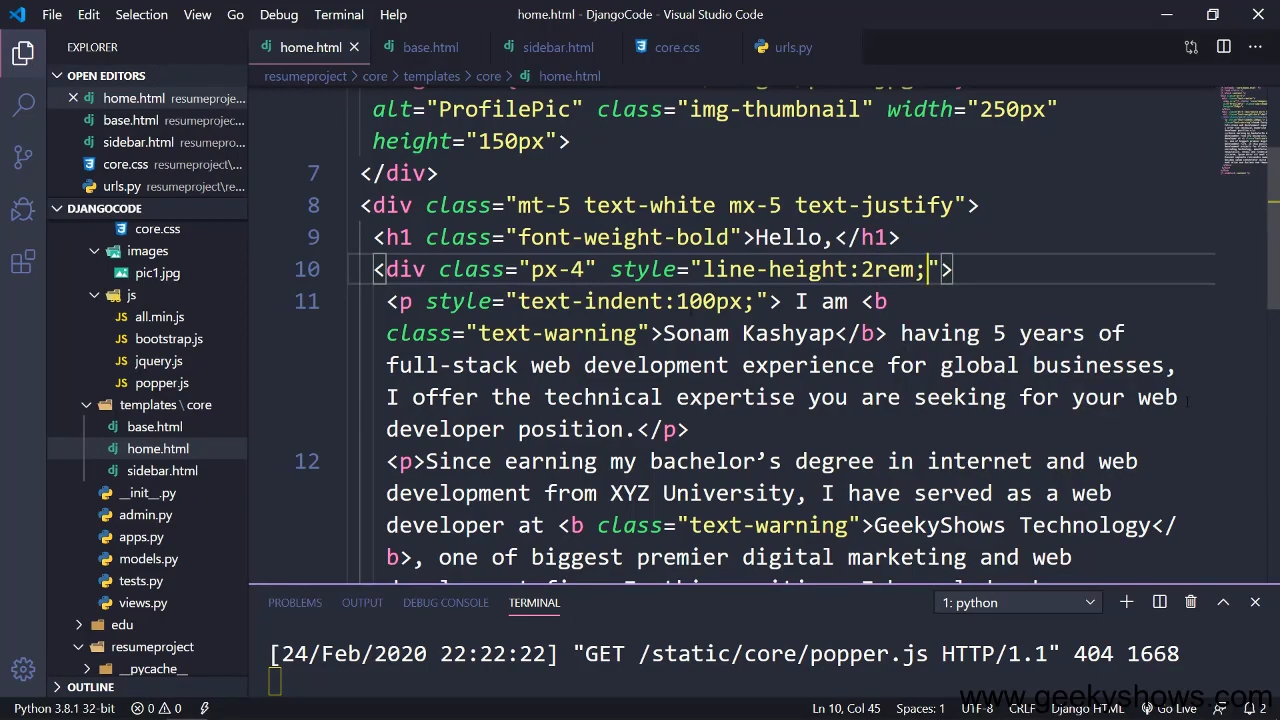 File Edit Selection View Go Debug Terminal Help home.html - DjangoCode - Visual Studio Code
EXPLORER
OPEN EDITORS
home.html resumeproje...
base.html resumeproject...
sidebar.html resumepro...
core.css resumeproject\...
urls.py resumeproject\re...
DJANGOCODE
core.css
images
pic1.jpg
js
all.min.js
bootstrap.js
jquery.js
popper.js
templates \ core
base.html
home.html
sidebar.html
__init__.py
admin.py
apps.py
models.py
tests.py
views.py
edu
resumeproject
__pycache__
OUTLINE
home.html base.html sidebar.html core.css urls.py
resumeproject › core › templates › core › home.html
alt="ProfilePic" class="img-thumbnail" width="250px"
height="150px">
7 </div>
8 <div class="mt-5 text-white mx-5 text-justify">
9 <h1 class="font-weight-bold">Hello,</h1>
10 <div class="px-4" style="line-height:2rem;">
11 <p style="text-indent:100px;"> I am <b
class="text-warning">Sonam Kashyap</b> having 5 years of
full-stack web development experience for global businesses,
I offer the technical expertise you are seeking for your web
developer position.</p>
12 <p>Since earning my bachelor’s degree in internet and web
development from XYZ University, I have served as a web
developer at <b class="text-warning">GeekyShows Technology</
b>, one of biggest premier digital marketing and web
PROBLEMS OUTPUT DEBUG CONSOLE TERMINAL 1: python
[24/Feb/2020 22:22:22] "GET /static/core/popper.js HTTP/1.1" 404 1668
www.geekyshows.com
Python 3.8.1 32-bit 0 0 Ln 10, Col 45 Spaces: 1 UTF-8 CRLF Django HTML Go Live 2